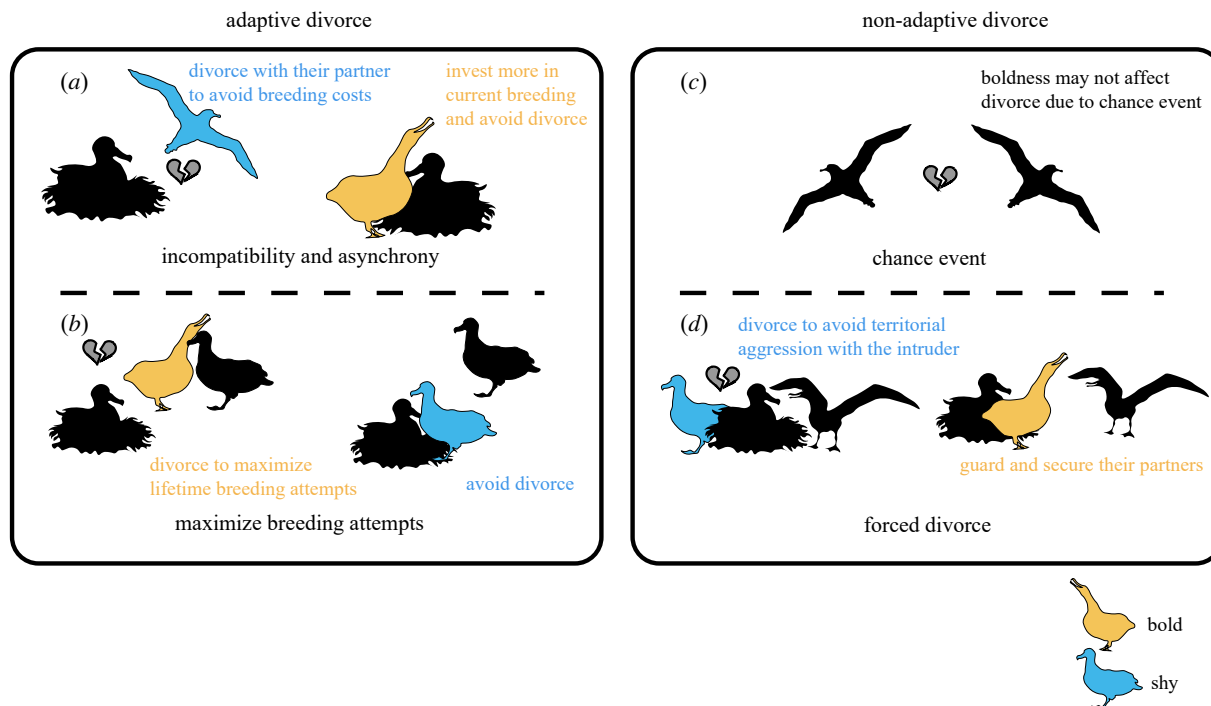 adaptive divorce
non-adaptive divorce
(a)
divorce with their partner
to avoid breeding costs
invest more in
current breeding
and avoid divorce
incompatibility and asynchrony
(b)
divorce to maximize
lifetime breeding attempts
avoid divorce
maximize breeding attempts
(c)
boldness may not affect
divorce due to chance event
chance event
(d)
divorce to avoid territorial
aggression with the intruder
guard and secure their partners
forced divorce
bold
shy